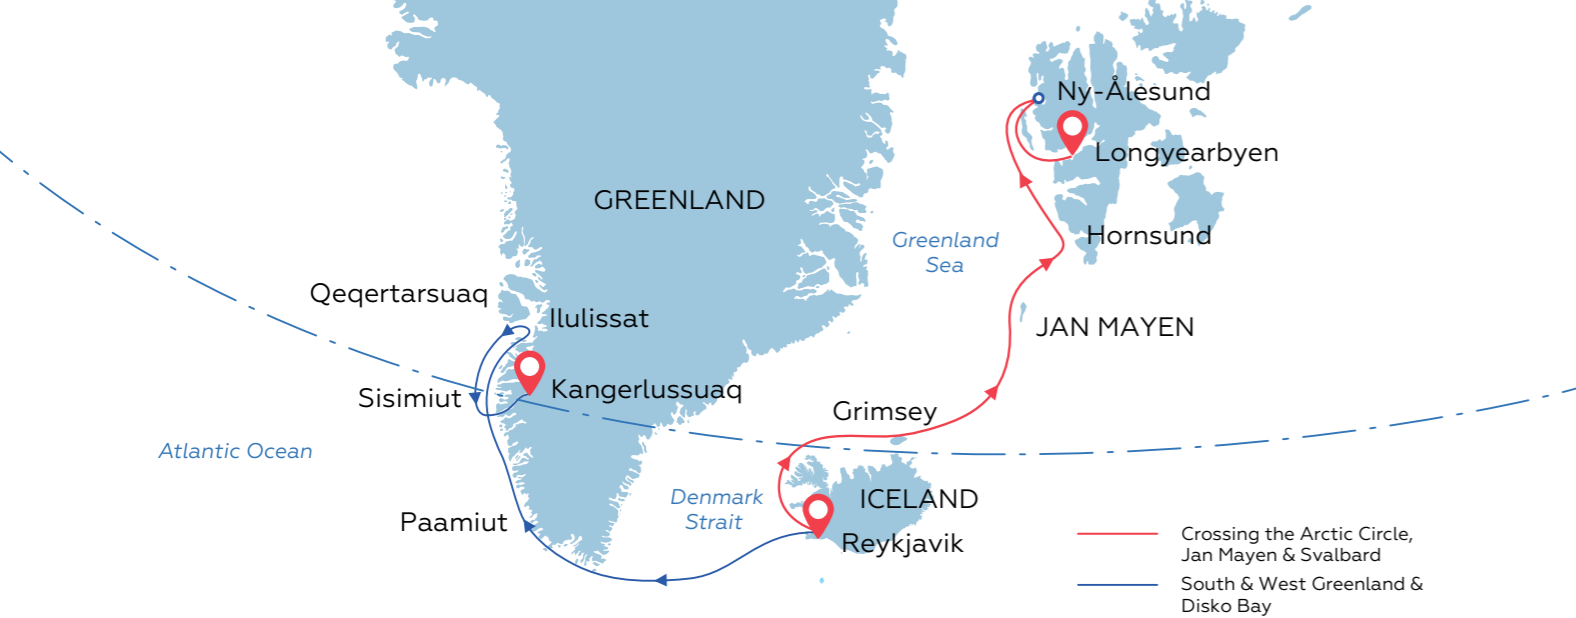 Ny-Ålesund
Longyearbyen
GREENLAND
Greenland
Sea
Hornsund
Qeqertarsuaq
Ilulissat
JAN MAYEN
Sisimiut
Kangerlussuaq
Grimsey
Atlantic Ocean
Denmark
Strait
ICELAND
Paamiut
Reykjavik
Crossing the Arctic Circle,
Jan Mayen & Svalbard
South & West Greenland &
Disko Bay